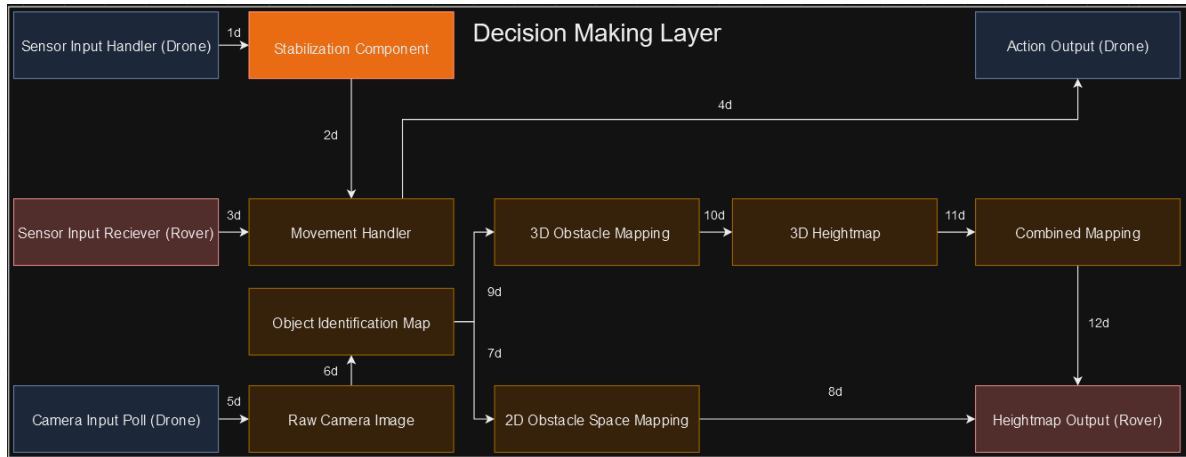 Decision Making Layer
Sensor Input Handler (Drone)
1d
Stabilization Component
Action Output (Drone)
4d
2d
Sensor Input Reciever (Rover)
3d
Movement Handler
3D Obstacle Mapping
10d
3D Heightmap
11d
Combined Mapping
9d
Object Identification Map
12d
7d
6d
Camera Input Poll (Drone)
5d
Raw Camera Image
2D Obstacle Space Mapping
8d
Heightmap Output (Rover)